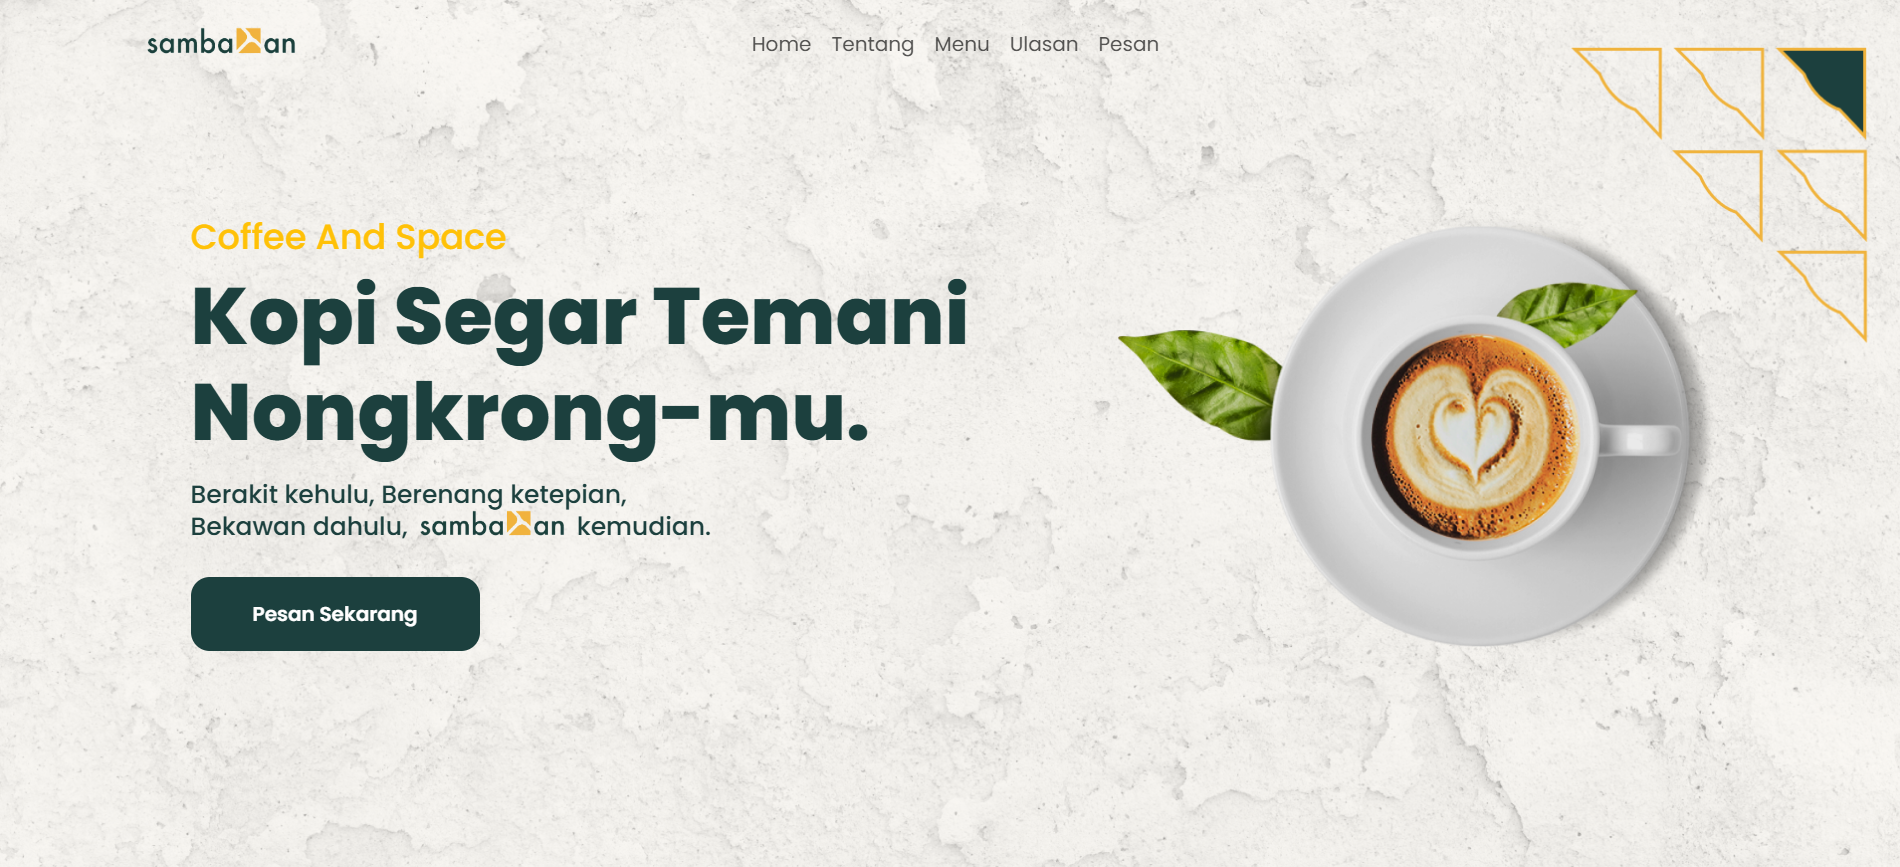 samba an
Home Tentang Menu Ulasan Pesan
Coffee And Space
Kopi Segar Temani
Nongkrong-mu.
Berakit kehulu, Berenang ketepian,
Bekawan dahulu, samba an kemudian.
Pesan Sekarang